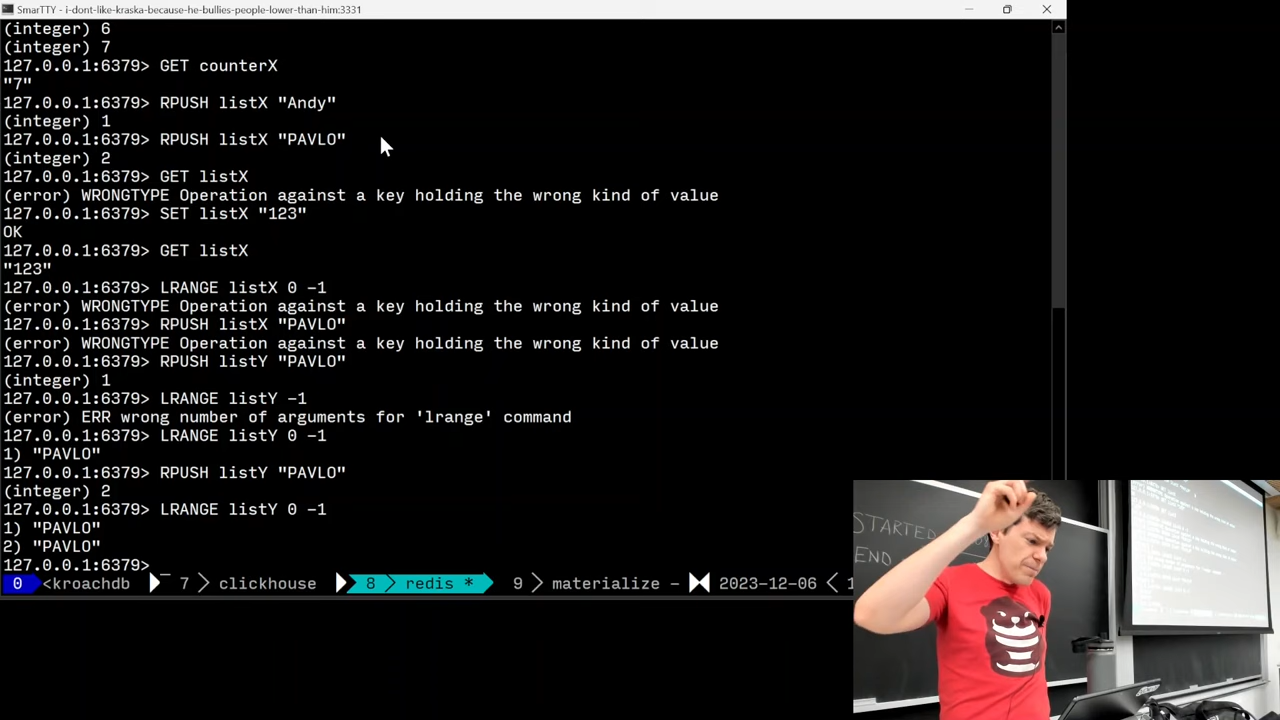 SmarTTY - i-dont-like-kraska-because-he-bullies-people-lower-than-him:3331
(integer) 6
(integer) 7
127.0.0.1:6379> GET counterX
"7"
127.0.0.1:6379> RPUSH listX "Andy"
(integer) 1
127.0.0.1:6379> RPUSH listX "PAVLO"
(integer) 2
127.0.0.1:6379> GET listX
(error) WRONGTYPE Operation against a key holding the wrong kind of value
127.0.0.1:6379> SET listX "123"
OK
127.0.0.1:6379> GET listX
"123"
127.0.0.1:6379> LRANGE listX 0 -1
(error) WRONGTYPE Operation against a key holding the wrong kind of value
127.0.0.1:6379> RPUSH listX "PAVLO"
(error) WRONGTYPE Operation against a key holding the wrong kind of value
127.0.0.1:6379> RPUSH listY "PAVLO"
(integer) 1
127.0.0.1:6379> LRANGE listY -1
(error) ERR wrong number of arguments for 'lrange' command
127.0.0.1:6379> LRANGE listY 0 -1
1) "PAVLO"
127.0.0.1:6379> RPUSH listY "PAVLO"
(integer) 2
127.0.0.1:6379> LRANGE listY 0 -1
1) "PAVLO"
2) "PAVLO"
127.0.0.1:6379>
0 <kroachdb 7 clickhouse 8 redis * 9 materialize - 2023-12-06 < 1
STARTED
END